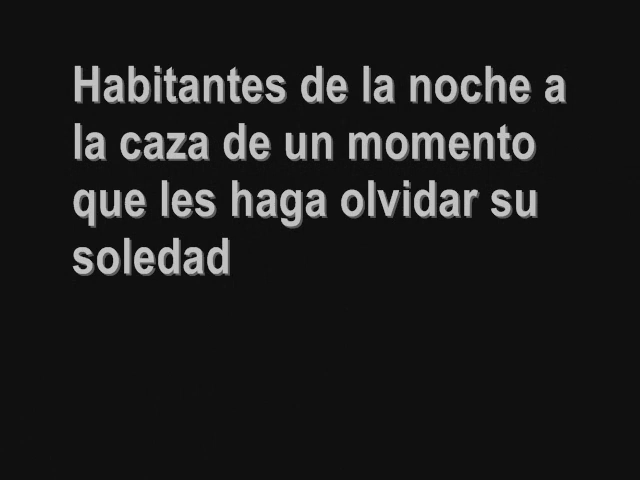 Habitantes de la noche a
la caza de un momento
que les haga olvidar su
soledad